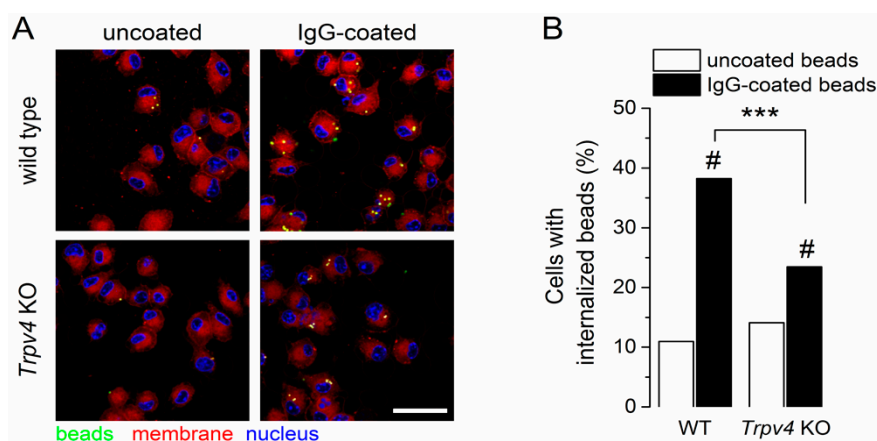 A
uncoated
IgG-coated
wild type
Trpv4 KO
beads membrane nucleus
B
uncoated beads
IgG-coated beads
Cells with
internalized beads (%)
50
40
30
20
10
0
***
#
#
WT
Trpv4 KO